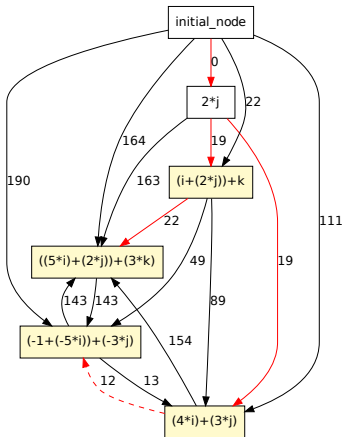 initial_node
0
2*j
22
164
19
163
(i+(2*j))+k
190
22
111
19
49
((5*i)+(2*j))+(3*k)
89
143
143
(-1+(-5*i))+(-3*j)
154
12
13
(4*i)+(3*j)